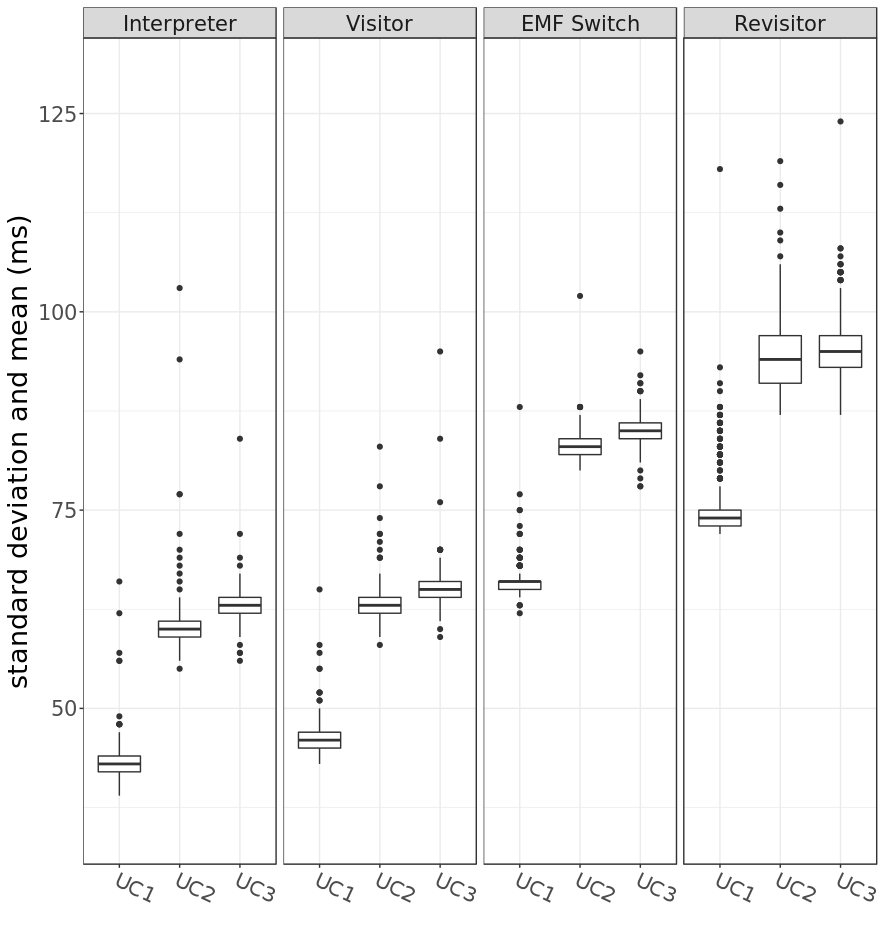 Interpreter Visitor EMF Switch Revisitor
standard deviation and mean (ms)
125
100
75
50
UC1 UC2 UC3 UC1 UC2 UC3 UC1 UC2 UC3 UC1 UC2 UC3